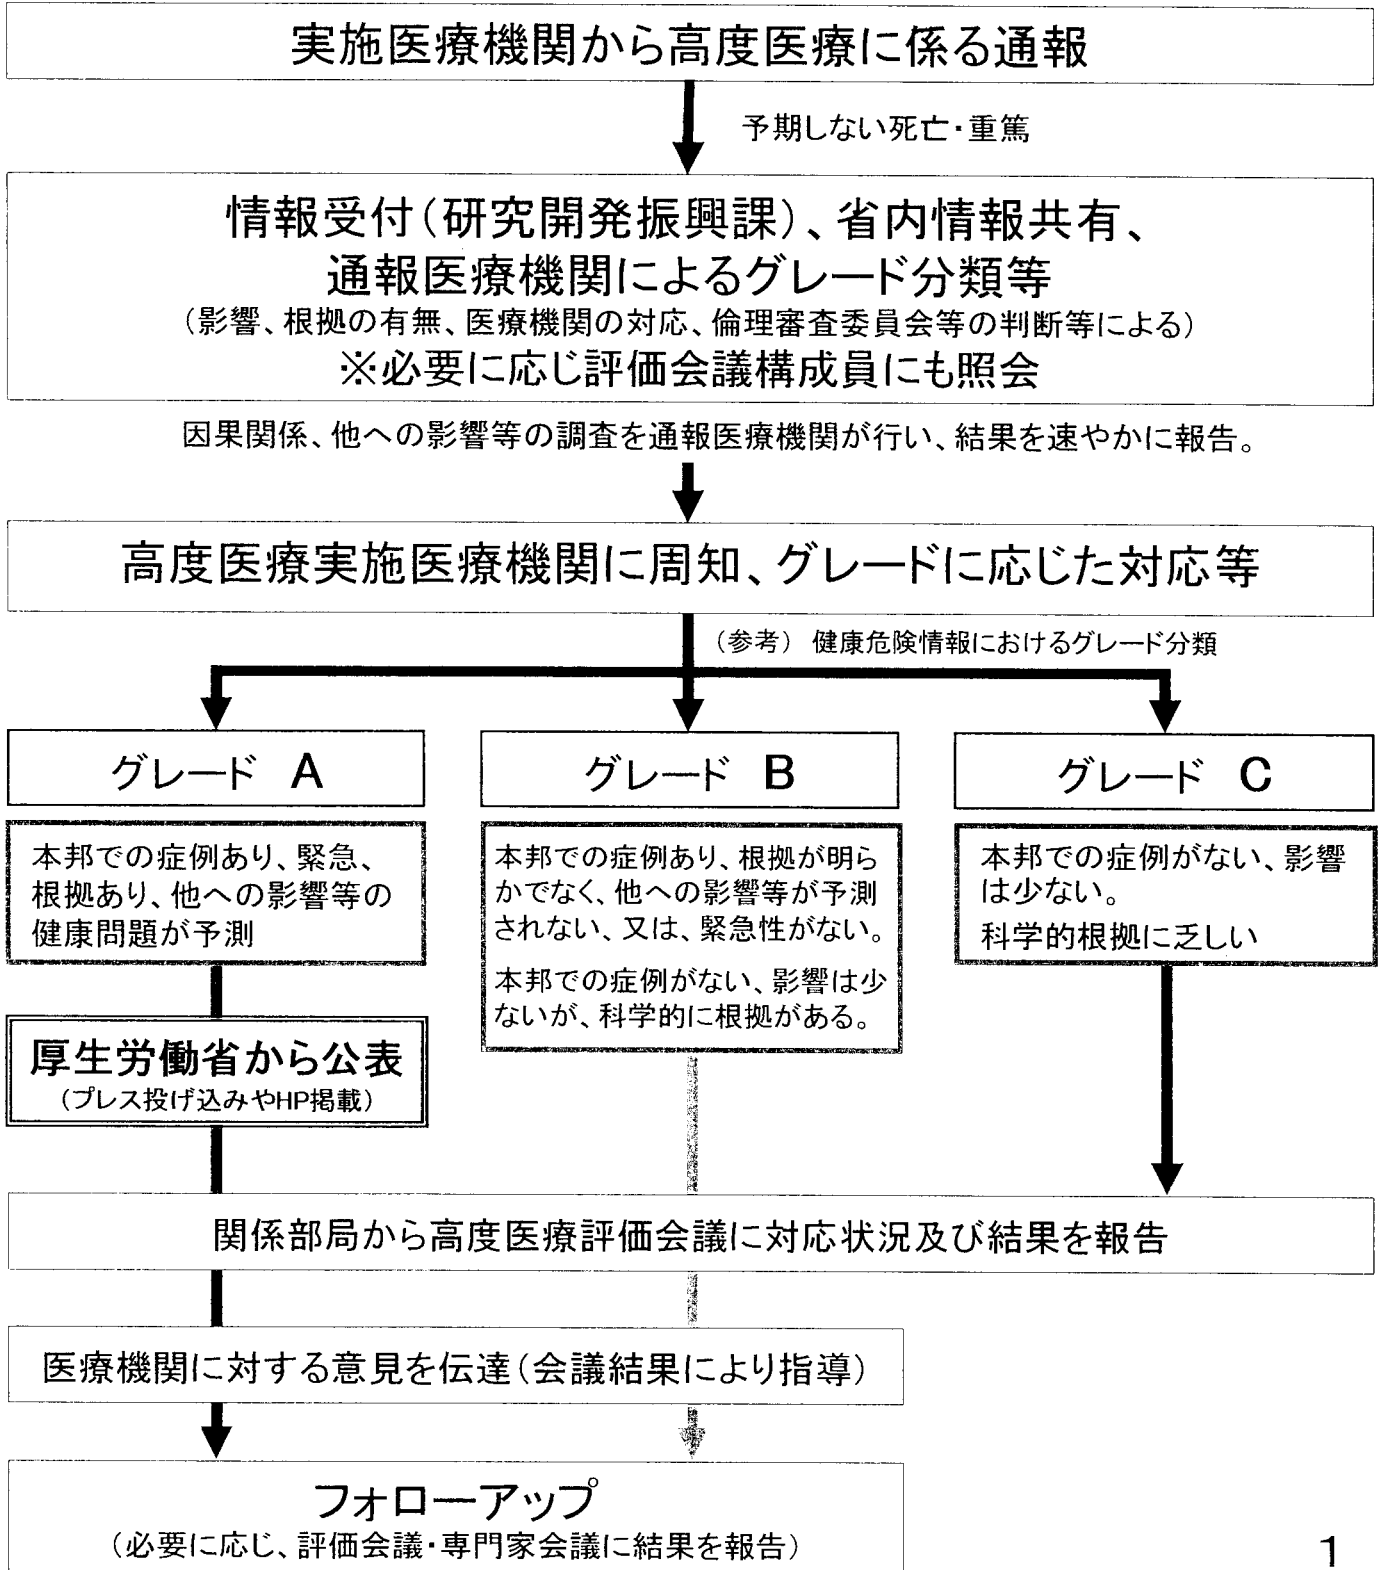 実施医療機関から高度医療に係る通報
予期しない死亡・重篤
情報受付（研究開発振興課）、省内情報共有、
通報医療機関によるグレード分類等
（影響、根拠の有無、医療機関の対応、倫理審査委員会等の判断等による）
※必要に応じ評価会議構成員にも照会
因果関係、他への影響等の調査を通報医療機関が行い、結果を速やかに報告。
高度医療実施医療機関に周知、グレードに応じた対応等
（参考） 健康危険情報におけるグレード分類
グレード A
本邦での症例あり、緊急、
根拠あり、他への影響等の
健康問題が予測
厚生労働省から公表
（プレス投げ込みやHP掲載）
グレード B
本邦での症例あり、根拠が明ら
かでなく、他への影響等が予測
されない、又は、緊急性がない。
本邦での症例がない、影響は少
ないが、科学的に根拠がある。
グレード C
本邦での症例がない、影響
は少ない。
科学的根拠に乏しい
関係部局から高度医療評価会議に対応状況及び結果を報告
医療機関に対する意見を伝達（会議結果により指導）
フォローアップ
（必要に応じ、評価会議・専門家会議に結果を報告）
1